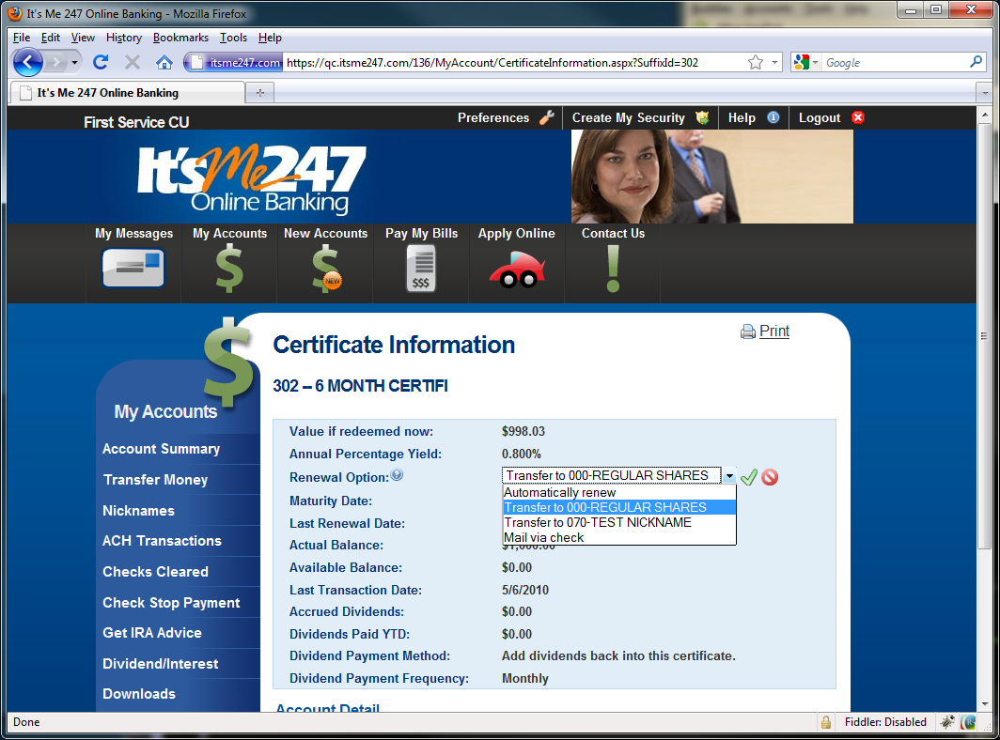 It's Me 247 Online Banking - Mozilla Firefox
File Edit View History Bookmarks Tools Help
itsme247.com https://qc.itsme247.com/136/MyAccount/CertificateInformation.aspx?SuffixId=302 Google
It's Me 247 Online Banking
First Service CU Preferences Create My Security Help Logout
It's Me 247
Online Banking
My Messages My Accounts New Accounts Pay My Bills Apply Online Contact Us
NEW $$$
Print
Certificate Information
302 – 6 MONTH CERTIFI
My Accounts
Account Summary
Transfer Money
Nicknames
ACH Transactions
Checks Cleared
Check Stop Payment
Get IRA Advice
Dividend/Interest
Downloads
Value if redeemed now: $998.03
Annual Percentage Yield: 0.800%
Renewal Option: Transfer to 000-REGULAR SHARES
Automatically renew
Transfer to 000-REGULAR SHARES
Transfer to 070-TEST NICKNAME
Mail via check
Maturity Date:
Last Renewal Date:
Actual Balance: $1,000.00
Available Balance: $0.00
Last Transaction Date: 5/6/2010
Accrued Dividends: $0.00
Dividends Paid YTD: $0.00
Dividend Payment Method: Add dividends back into this certificate.
Dividend Payment Frequency: Monthly
Account Detail
Done Fiddler: Disabled